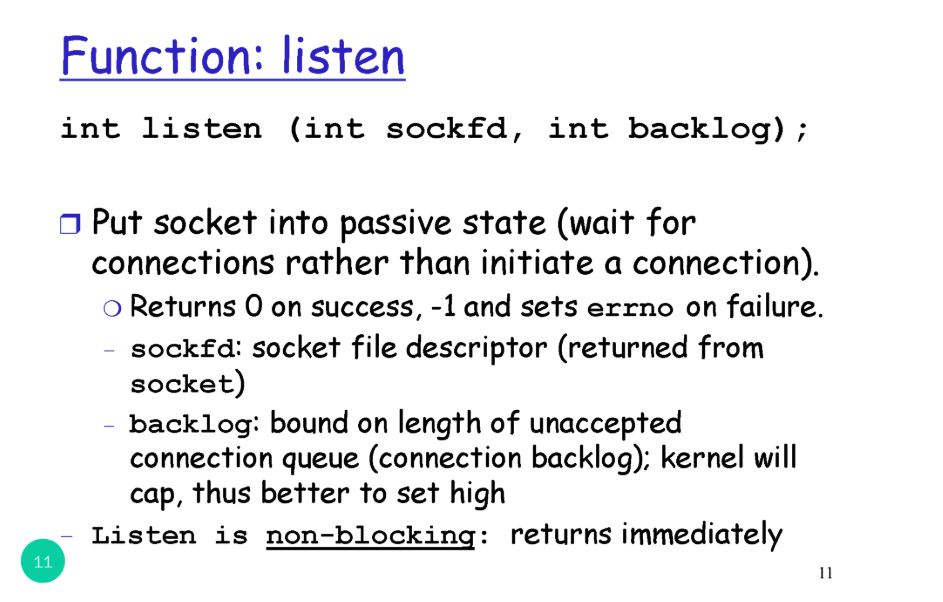 Function: listen
int listen (int sockfd, int backlog);
❒ Put socket into passive state (wait for
connections rather than initiate a connection).
❍ Returns 0 on success, -1 and sets errno on failure.
– sockfd: socket file descriptor (returned from
socket)
– backlog: bound on length of unaccepted
connection queue (connection backlog); kernel will
cap, thus better to set high
– Listen is non-blocking: returns immediately
11
11